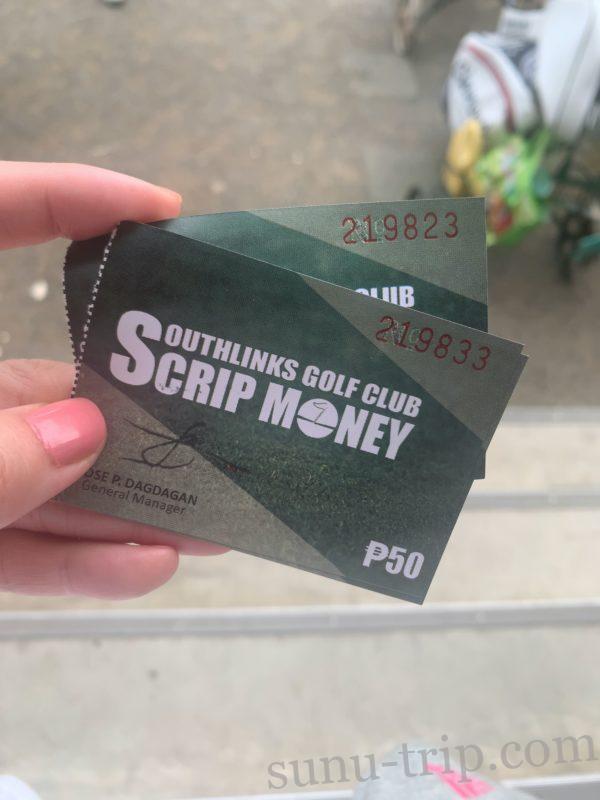 219823
CLUB
219833
SOUTHLINKS GOLF CLUB
SCRIP MONEY
OSE P. DAGDAGAN
General Manager
₱50
sunu-trip.com